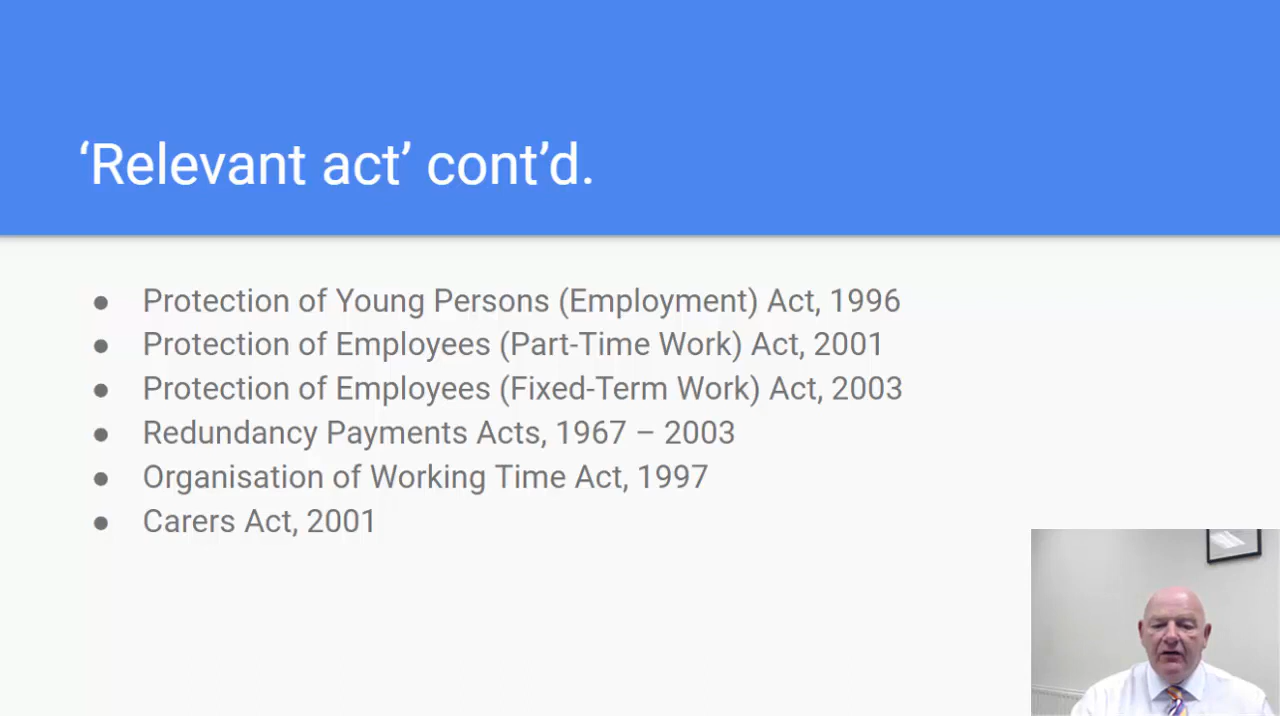 ‘Relevant act’ cont’d.
● Protection of Young Persons (Employment) Act, 1996
● Protection of Employees (Part-Time Work) Act, 2001
● Protection of Employees (Fixed-Term Work) Act, 2003
● Redundancy Payments Acts, 1967 – 2003
● Organisation of Working Time Act, 1997
● Carers Act, 2001